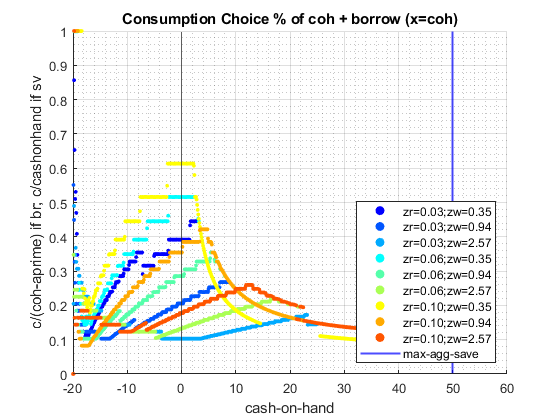 Consumption Choice % of coh + borrow (x=coh)
c/(coh-aprime) if br, c/cashonhand if sv
1
0.9
0.8
0.7
0.6
0.5
0.4
0.3
0.2
0.1
0
-20
-10
0
10
20
30
40
50
60
cash-on-hand
zr=0.03;zw=0.35
zr=0.03;zw=0.94
zr=0.03;zw=2.57
zr=0.06;zw=0.35
zr=0.06;zw=0.94
zr=0.06;zw=2.57
zr=0.10;zw=0.35
zr=0.10;zw=0.94
zr=0.10;zw=2.57
max-agg-save